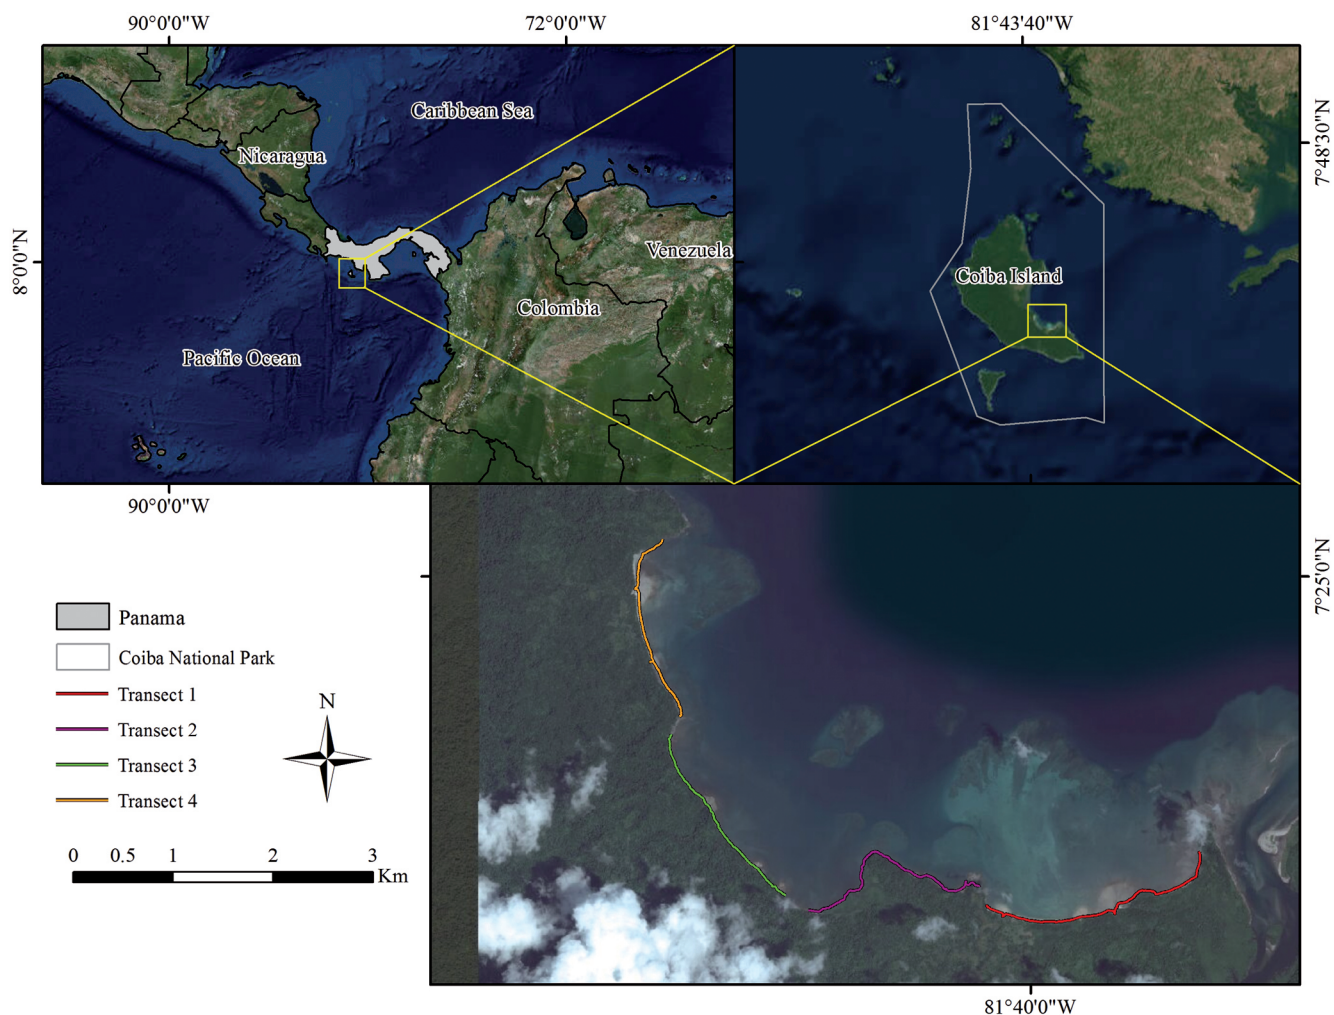 90°0'0"W
72°0'0"W
81°43'40"W
Caribbean Sea
Nicaragua
7°48'30"N
8°0'0"N
Venezuela
Coiba Island
Colombia
Pacific Ocean
90°0'0"W
7°25'0"N
Panama
Coiba National Park
Transect 1
N
Transect 2
Transect 3
Transect 4
0 0.5 1 2 3
Km
81°40'0"W